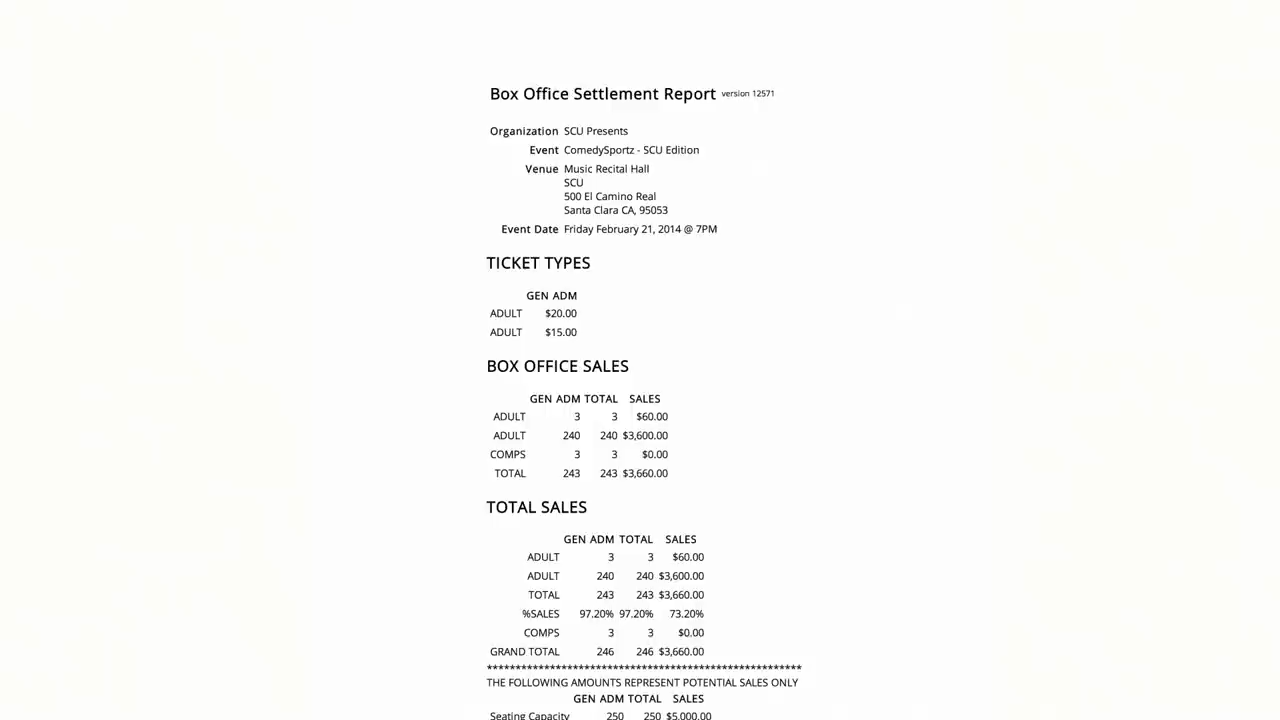 Box Office Settlement Report version 12571
Organization SCU Presents
Event ComedySportz - SCU Edition
Venue Music Recital Hall
SCU
500 El Camino Real
Santa Clara CA, 95053
Event Date Friday February 21, 2014 @ 7PM
TICKET TYPES
GEN ADM
ADULT $20.00
ADULT $15.00
BOX OFFICE SALES
GEN ADM TOTAL SALES
ADULT 3 3 $60.00
ADULT 240 240 $3,600.00
COMPS 3 3 $0.00
TOTAL 243 243 $3,660.00
TOTAL SALES
GEN ADM TOTAL SALES
ADULT 3 3 $60.00
ADULT 240 240 $3,600.00
TOTAL 243 243 $3,660.00
%SALES 97.20% 97.20% 73.20%
COMPS 3 3 $0.00
GRAND TOTAL 246 246 $3,660.00
*******************************************************
THE FOLLOWING AMOUNTS REPRESENT POTENTIAL SALES ONLY
GEN ADM TOTAL SALES
Seating Capacity 250 250 $5,000.00